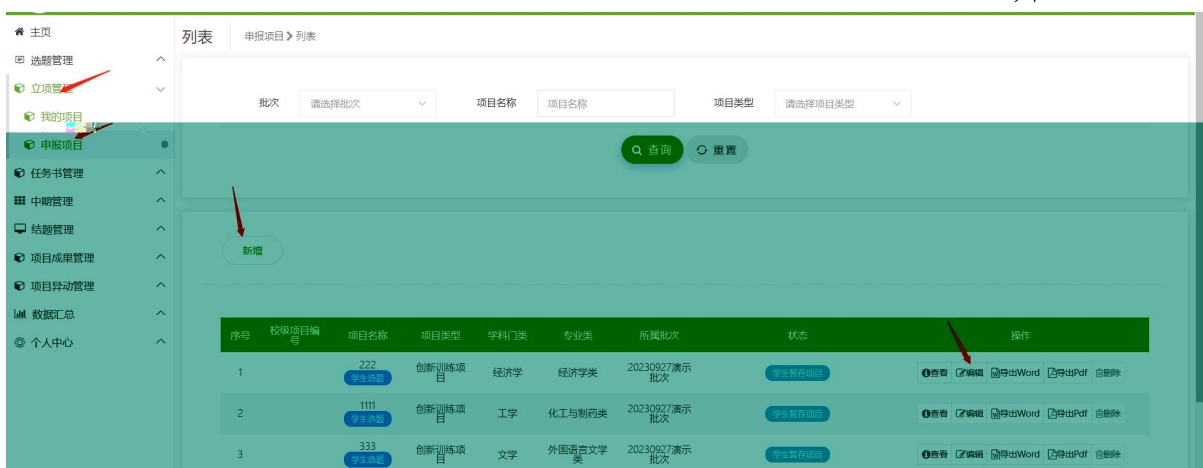 主页
列表 申报项目 列表
选题管理
立项管理
批次 请选择批次 项目名称 项目名称 项目类型 请选择项目类型
我的项目
申报项目
查询 重置
任务书管理
中期管理
结题管理
新增
项目成果管理
项目异动管理
数据汇总
个人中心
序号 校级项目编号 项目名称 项目类型 学科门类 专业类 所属批次 状态 操作
1 222 学生选题 创新训练项目 经济学 经济学类 20230927演示批次 学生暂存项目 查看 编辑 导出Word 导出Pdf 删除
2 1111 学生选题 创新训练项目 工学 化工与制药类 20230927演示批次 学生暂存项目 查看 编辑 导出Word 导出Pdf 删除
3 333 学生选题 创新训练项目 文学 外国语言文学类 20230927演示批次 学生暂存项目 查看 编辑 导出Word 导出Pdf 删除